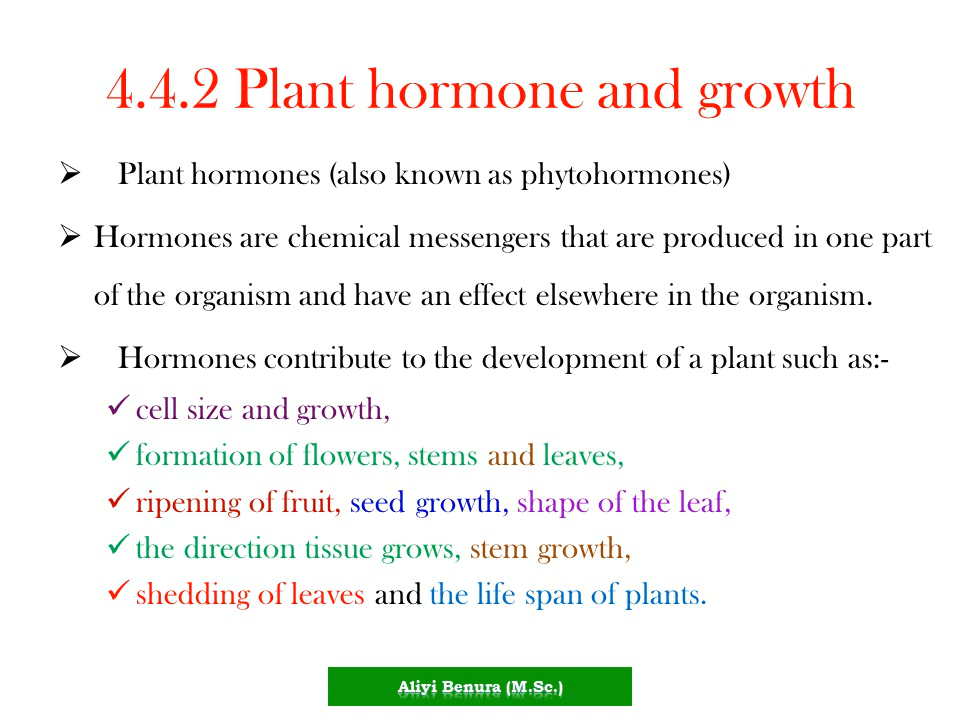 4.4.2 Plant hormone and growth
➢ Plant hormones (also known as phytohormones)
➢ Hormones are chemical messengers that are produced in one part
of the organism and have an effect elsewhere in the organism.
➢ Hormones contribute to the development of a plant such as:-
✓ cell size and growth,
✓ formation of flowers, stems and leaves,
✓ ripening of fruit, seed growth, shape of the leaf,
✓ the direction tissue grows, stem growth,
✓ shedding of leaves and the life span of plants.
Aliyi Benura (M.Sc.)